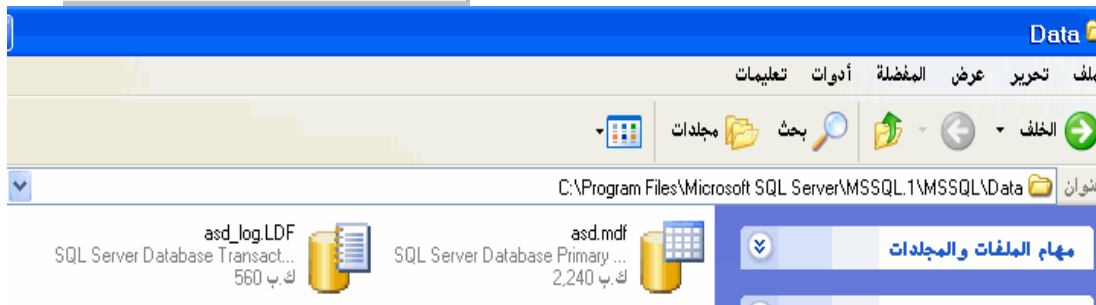 Data
ملف تحرير عرض المفضلة أدوات تعليمات
الخلف بحث مجلدات
عنوان C:\Program Files\Microsoft SQL Server\MSSQL.1\MSSQL\Data
مهام الملفات والمجلدات
asd.mdf
SQL Server Database Primary ...
2,240 ك.ب
asd_log.LDF
SQL Server Database Transact...
560 ك.ب